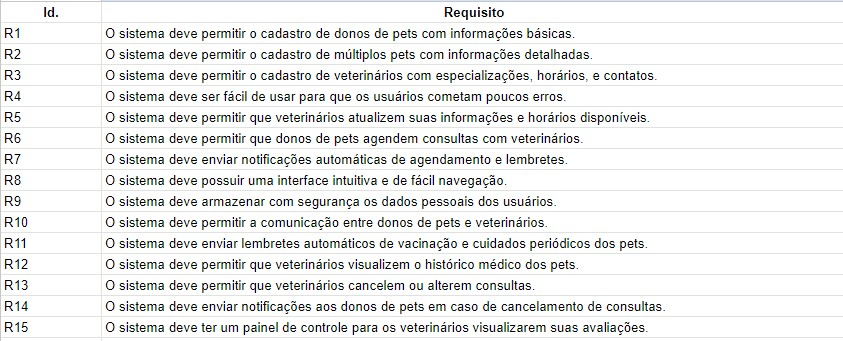 Id. Requisito
R1 O sistema deve permitir o cadastro de donos de pets com informações básicas.
R2 O sistema deve permitir o cadastro de múltiplos pets com informações detalhadas.
R3 O sistema deve permitir o cadastro de veterinários com especializações, horários, e contatos.
R4 O sistema deve ser fácil de usar para que os usuários cometam poucos erros.
R5 O sistema deve permitir que veterinários atualizem suas informações e horários disponíveis.
R6 O sistema deve permitir que donos de pets agendem consultas com veterinários.
R7 O sistema deve enviar notificações automáticas de agendamento e lembretes.
R8 O sistema deve possuir uma interface intuitiva e de fácil navegação.
R9 O sistema deve armazenar com segurança os dados pessoais dos usuários.
R10 O sistema deve permitir a comunicação entre donos de pets e veterinários.
R11 O sistema deve enviar lembretes automáticos de vacinação e cuidados periódicos dos pets.
R12 O sistema deve permitir que veterinários visualizem o histórico médico dos pets.
R13 O sistema deve permitir que veterinários cancelem ou alterem consultas.
R14 O sistema deve enviar notificações aos donos de pets em caso de cancelamento de consultas.
R15 O sistema deve ter um painel de controle para os veterinários visualizarem suas avaliações.